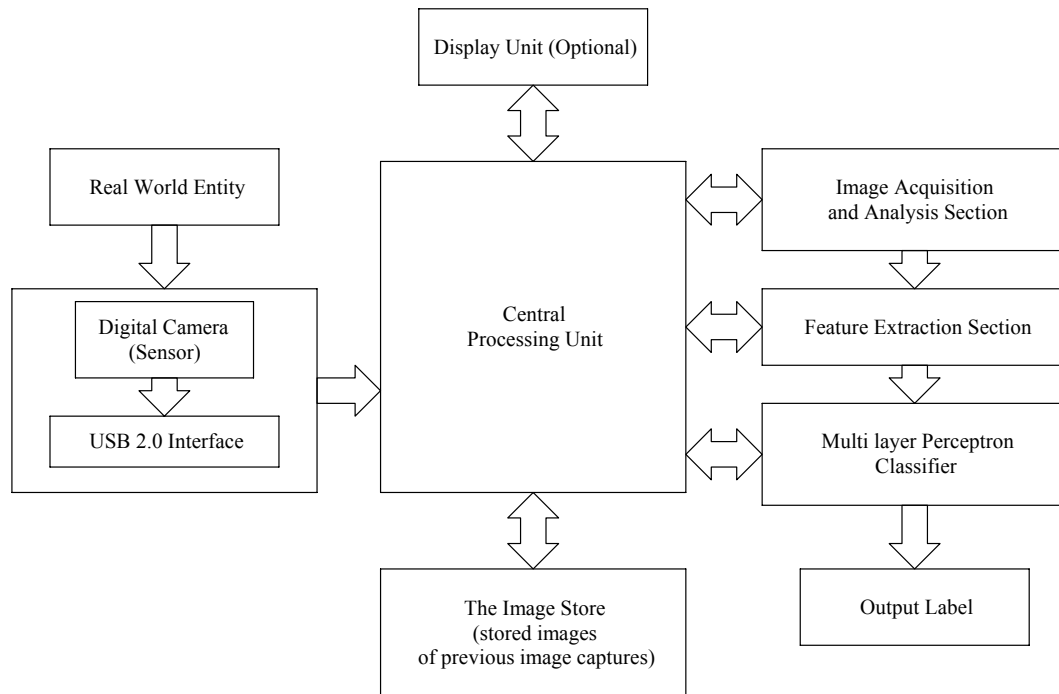 Display Unit (Optional)
Real World Entity
Digital Camera
(Sensor)
USB 2.0 Interface
Central
Processing Unit
The Image Store
(stored images
of previous image captures)
Image Acquisition
and Analysis Section
Feature Extraction Section
Multi layer Perceptron
Classifier
Output Label